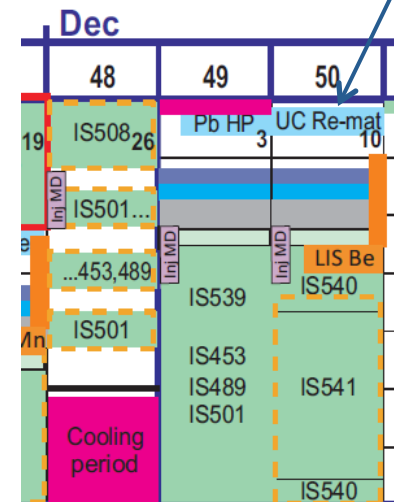 Dec
48
49
50
19
IS508
26
Pb HP
3
UC Re-mat
10
Inj MD
IS501...
...453,489
IS501
Mn
Cooling
period
Inj MD
IS539
IS453
IS489
IS501
Inj MD
LIS Be
IS540
IS541
IS540